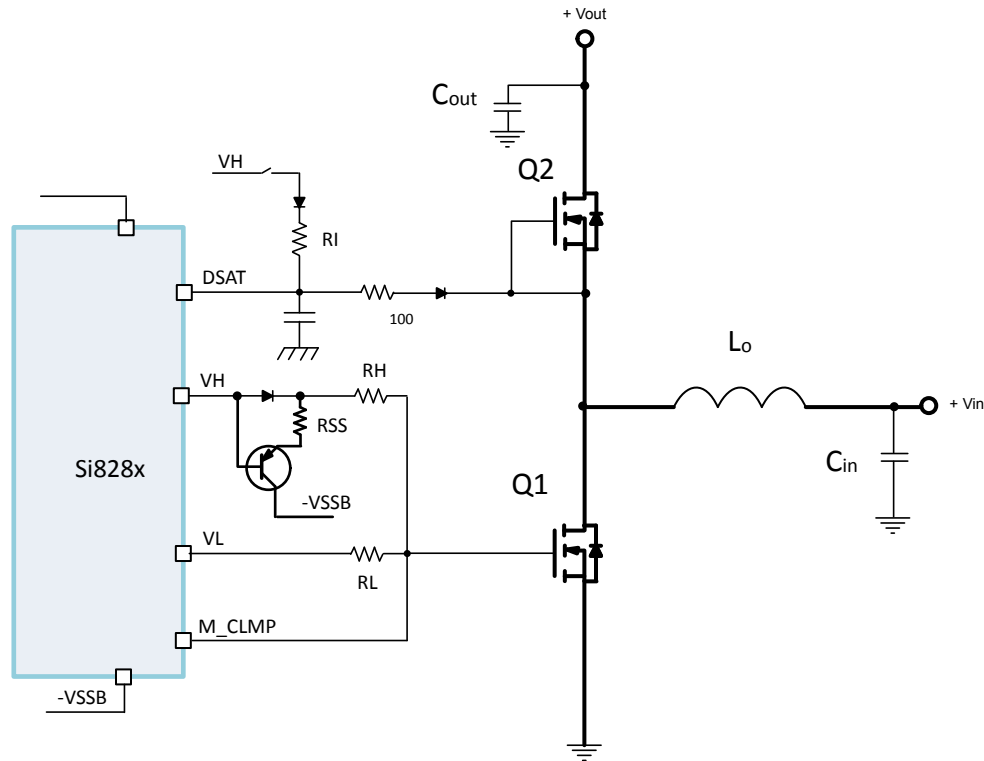 + Vout
Cout
Q2
VH
RI
DSAT
100
Lo
VH
RH
RSS
+ Vin
Cin
Si828x
-VSSB
Q1
VL
RL
M_CLMP
-VSSB